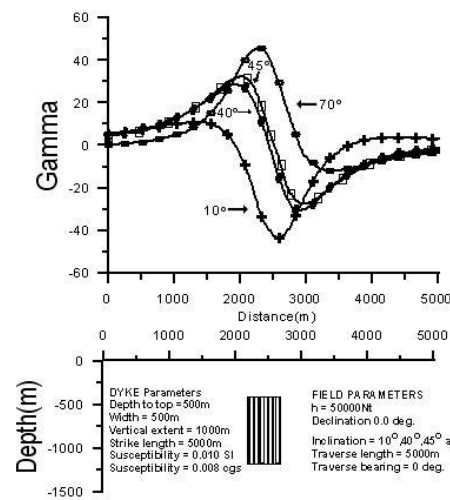 60
40
20
0
-20
-40
-60
Gamma
45°
40°
70°
10°
0 1000 2000 3000 4000 5000
Distance(m)
0 1000 2000 3000 4000 5000
Depth(m)
0
-500
-1000
-1500
DYKE Parameters
Depth to top =500m
Width = 500m
Vertical extent = 1000m
Strike length = 5000m
Susceptibility = 0.010 SI
Susceptibility = 0.008 cgs
FIELD PARAMETERS
h = 50000Nt
Declination 0.0 deg.
Inclination = 10°,40°,45° a
Traverse length = 5000m
Traverse bearing = 0 deg.